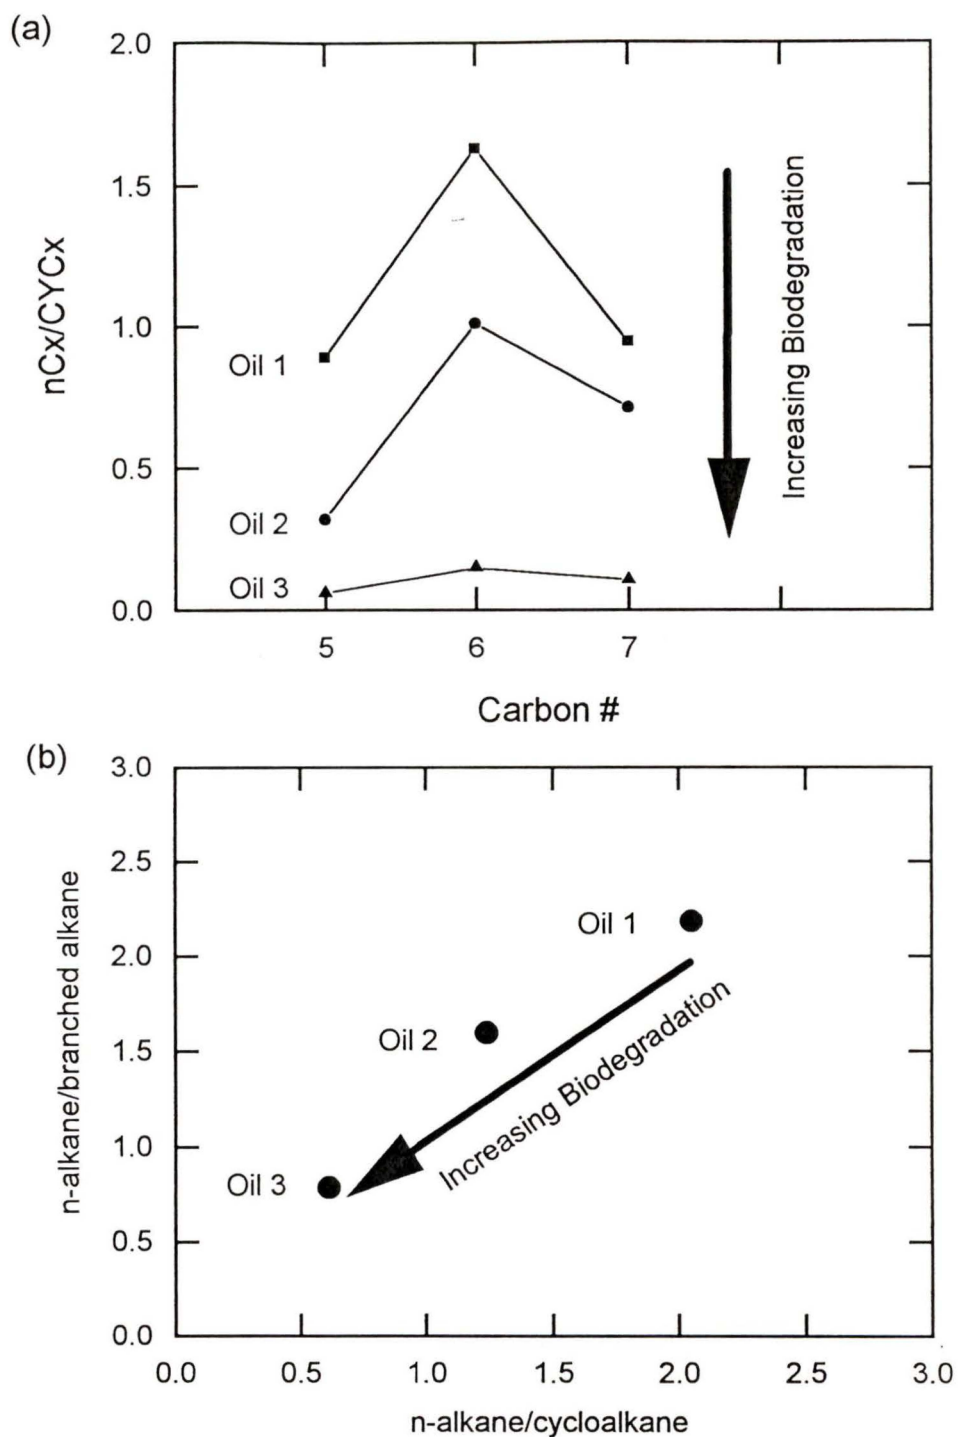 (a)
2.0
1.5
1.0
0.5
0.0
nCx/CYCx
Oil 1
Oil 2
Oil 3
Increasing Biodegradation
5 6 7
Carbon #
(b)
3.0
2.5
2.0
1.5
1.0
0.5
0.0
n-alkane/branched alkane
Oil 1
Oil 2
Oil 3
Increasing Biodegradation
0.0 0.5 1.0 1.5 2.0 2.5 3.0
n-alkane/cycloalkane